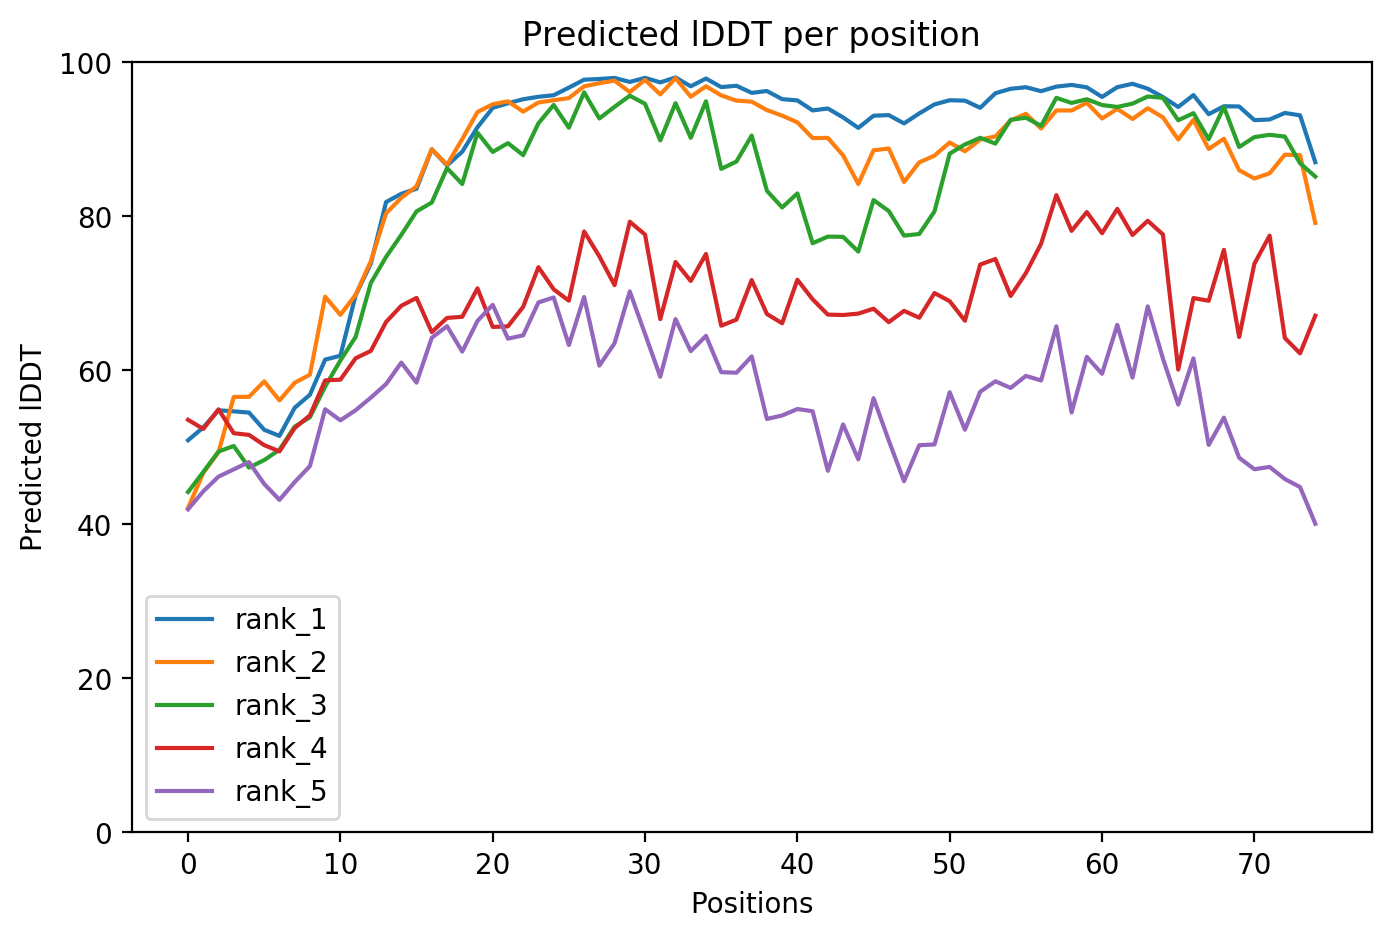 Predicted lDDT per position
100
80
60
40
20
0
Predicted lDDT
rank_1
rank_2
rank_3
rank_4
rank_5
0 10 20 30 40 50 60 70
Positions